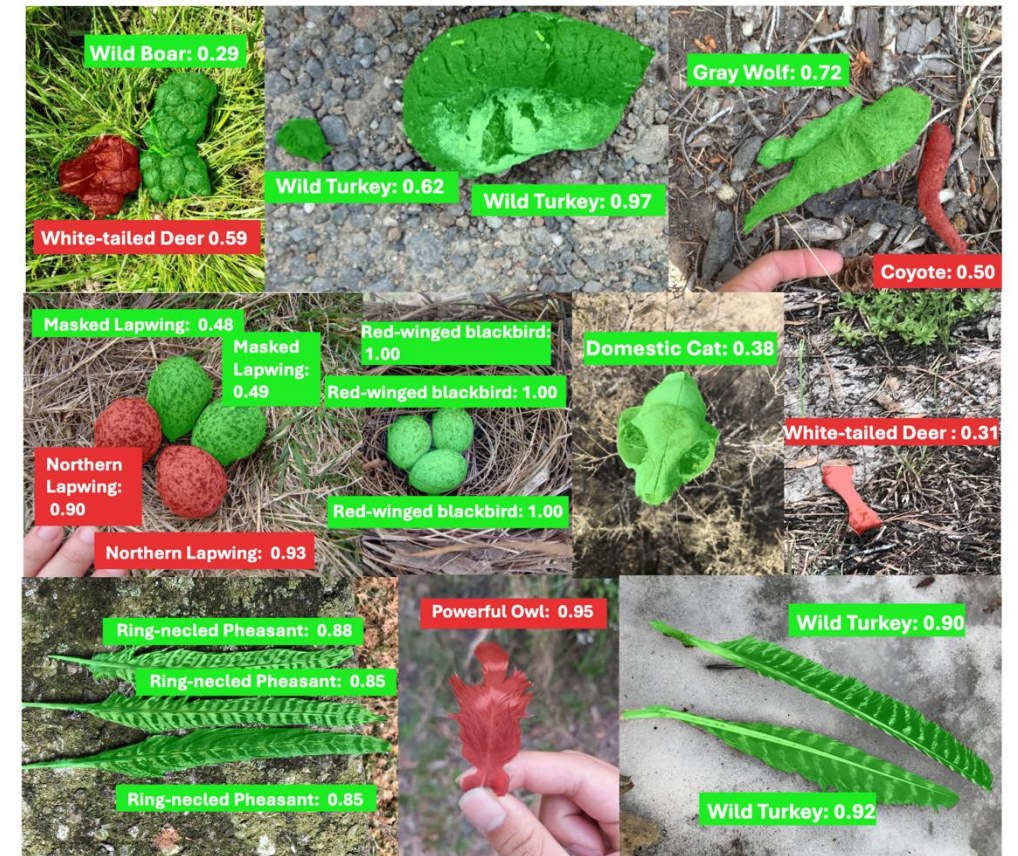 Wild Boar: 0.29
White-tailed Deer 0.59
Wild Turkey: 0.62
Wild Turkey: 0.97
Gray Wolf: 0.72
Coyote: 0.50
Masked Lapwing: 0.48
Masked
Lapwing:
0.49
Northern
Lapwing:
0.90
Northern Lapwing: 0.93
Red-winged blackbird:
1.00
Red-winged blackbird: 1.00
Red-winged blackbird: 1.00
Domestic Cat: 0.38
White-tailed Deer : 0.31
Ring-necled Pheasant: 0.88
Ring-necled Pheasant: 0.85
Ring-necled Pheasant: 0.85
Powerful Owl: 0.95
Wild Turkey: 0.90
Wild Turkey: 0.92